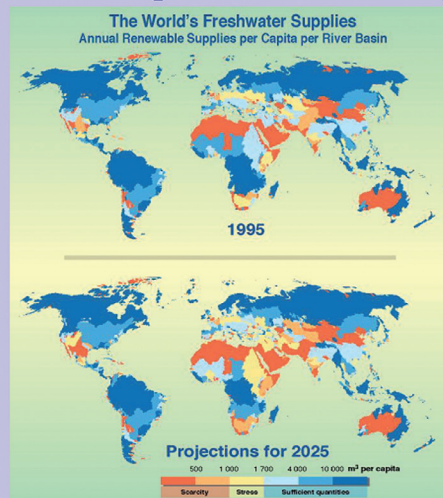 The World's Freshwater Supplies
Annual Renewable Supplies per Capita per River Basin
1995
Projections for 2025
500 1 000 1 700 4 000 10 000 m³ per capita
Scarcity Stress Sufficient quantities